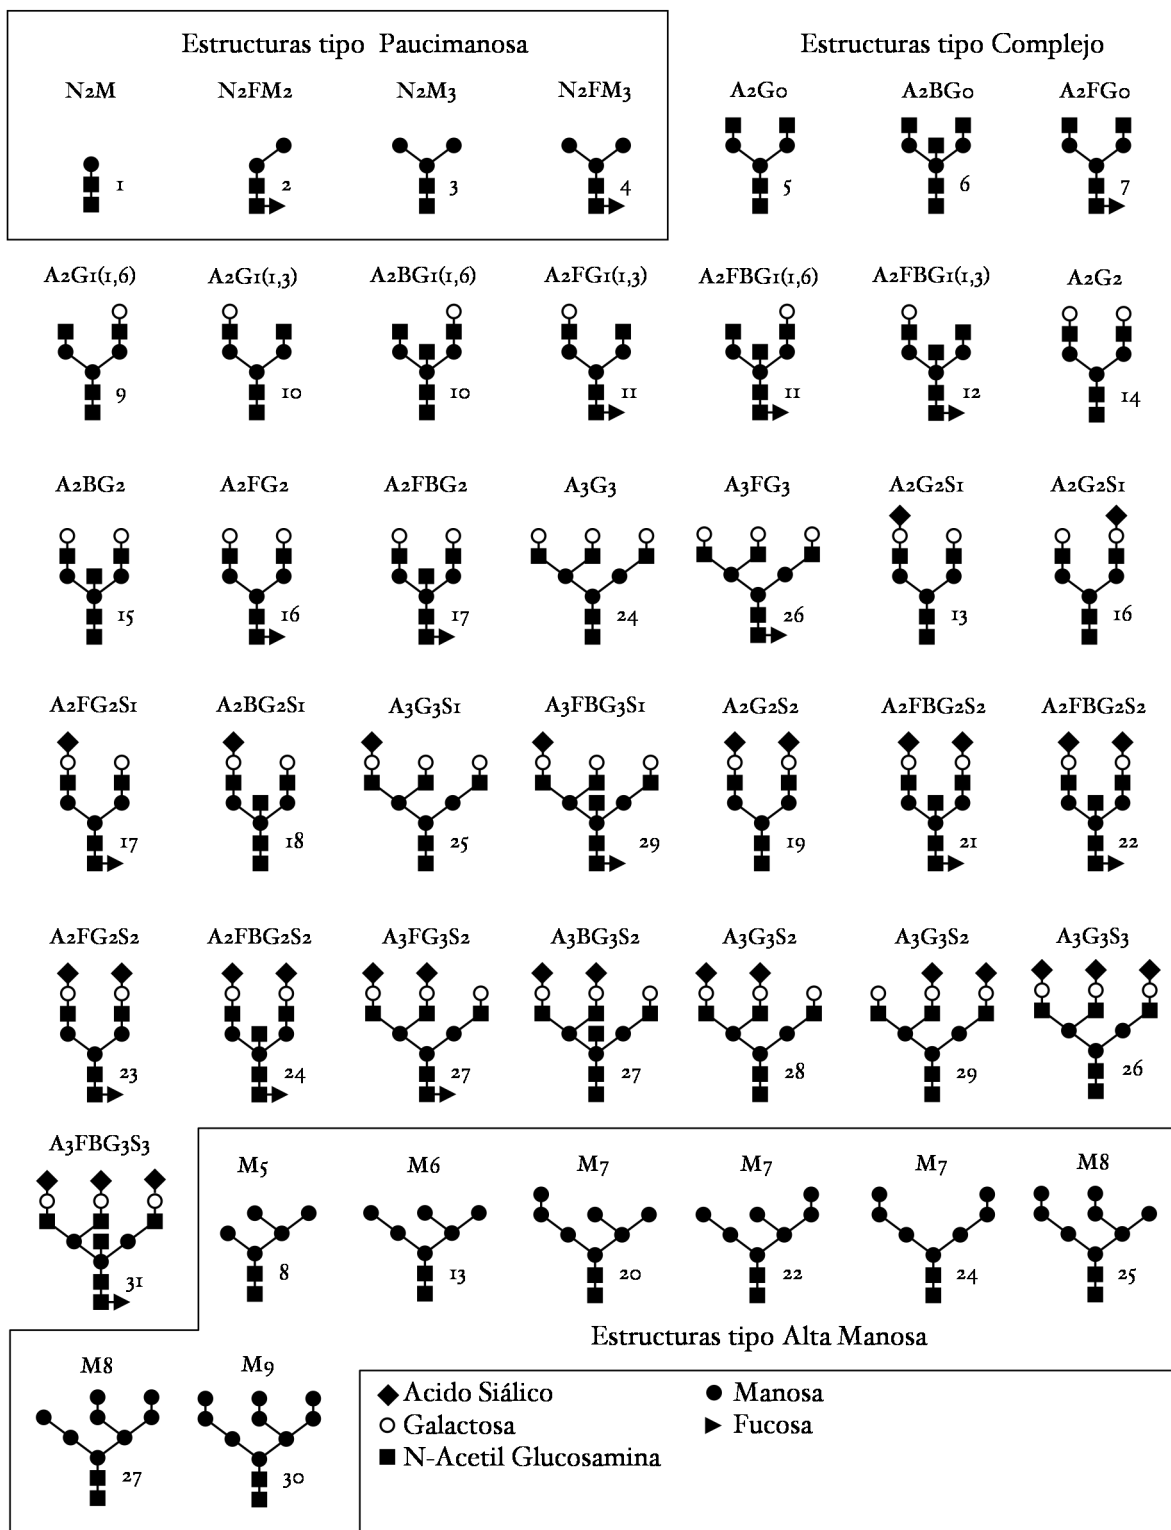 Estructuras tipo Paucimanosa
Estructuras tipo Complejo
N2M N2FM2 N2M3 N2FM3 A2G0 A2BG0 A2FG0
1 2 3 4 5 6 7
A2G1(1,6) A2G1(1,3) A2BG1(1,6) A2FG1(1,3) A2FBG1(1,6) A2FBG1(1,3) A2G2
9 10 10 11 11 12 14
A2BG2 A2FG2 A2FBG2 A3G3 A3FG3 A2G2S1 A2G2S1
15 16 17 24 26 13 16
A2FG2S1 A2BG2S1 A3G3S1 A3FBG3S1 A2G2S2 A2FBG2S2 A2FBG2S2
17 18 25 29 19 21 22
A2FG2S2 A2FBG2S2 A3FG3S2 A3BG3S2 A3G3S2 A3G3S2 A3G3S3
23 24 27 27 28 29 26
A3FBG3S3 M5 M6 M7 M7 M7 M8
31 8 13 20 22 24 25
Estructuras tipo Alta Manosa
M8 M9
27 30
Acido Siálico
Galactosa
N-Acetil Glucosamina
Manosa
Fucosa